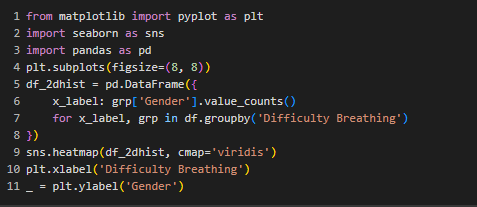 1 from matplotlib import pyplot as plt
2 import seaborn as sns
3 import pandas as pd
4 plt.subplots(figsize=(8, 8))
5 df_2dhist = pd.DataFrame({
6     x_label: grp['Gender'].value_counts()
7     for x_label, grp in df.groupby('Difficulty Breathing')
8 })
9 sns.heatmap(df_2dhist, cmap='viridis')
10 plt.xlabel('Difficulty Breathing')
11 _ = plt.ylabel('Gender')